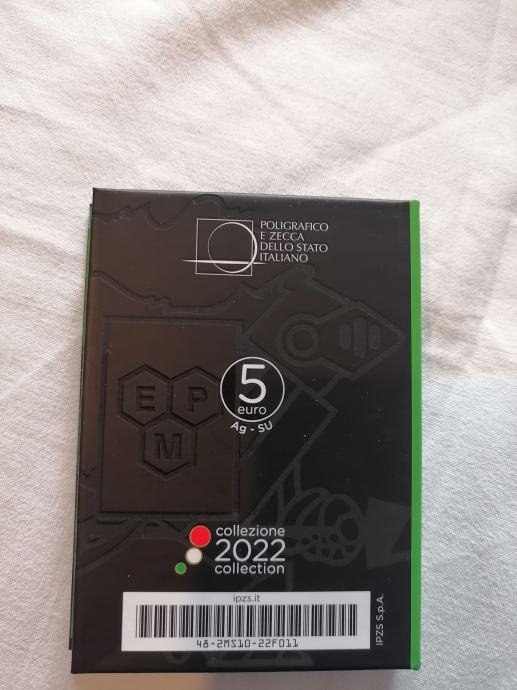 POLIGRAFICO
E ZECCA
DELLO STATO
ITALIANO
E P
M
5
euro
Ag - SU
collezione
2022
collection
ipzs.it
48-2MS10-22F011
IPZS S.p.A.